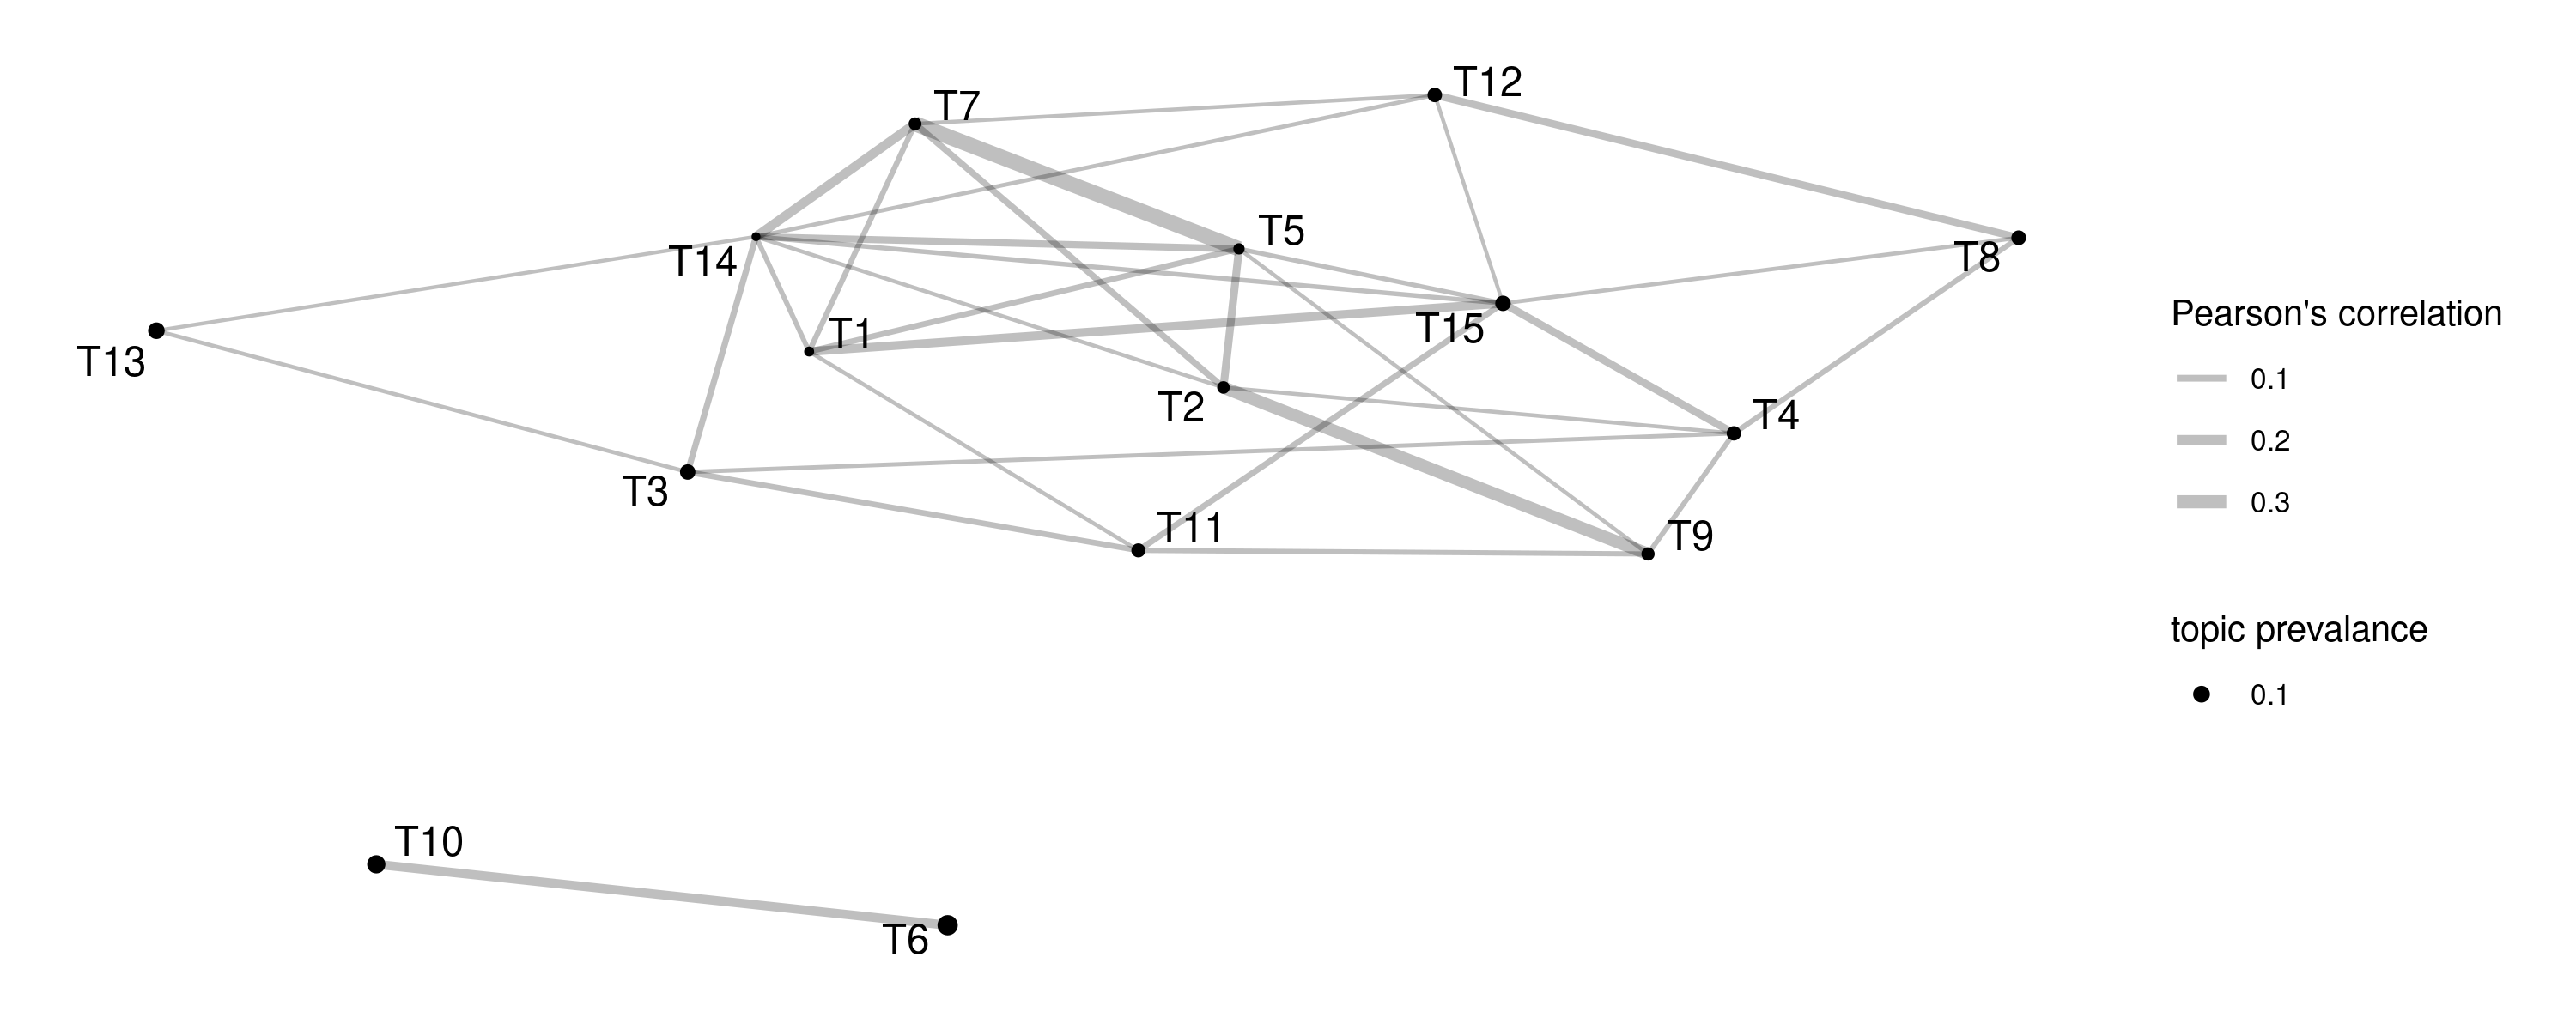 T12
T7
T5
T8
T14
Pearson's correlation
T1
T15
T13
0.1
T2
T4
0.2
T3
0.3
T11
T9
topic prevalance
0.1
T10
T6